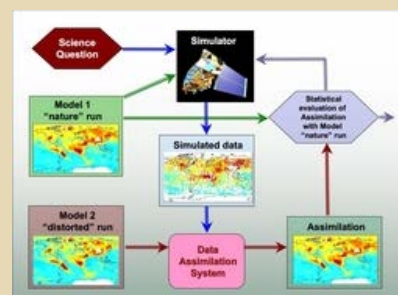 Science
Question
Simulator
Statistical
evaluation of
Assimilation
with Model
"nature" run
Model 1
"nature" run
Simulated data
Model 2
"distorted" run
Data
Assimilation
System
Assimilation